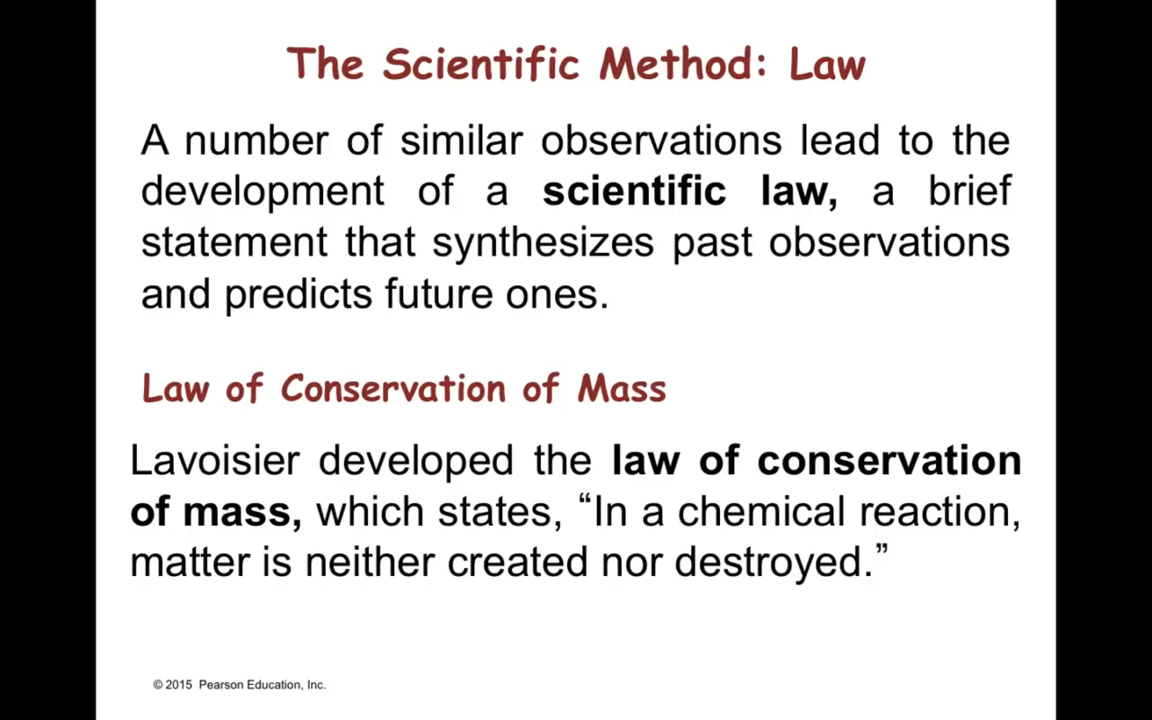 The Scientific Method: Law
A number of similar observations lead to the
development of a scientific law, a brief
statement that synthesizes past observations
and predicts future ones.
Law of Conservation of Mass
Lavoisier developed the law of conservation
of mass, which states, “In a chemical reaction,
matter is neither created nor destroyed.”
© 2015 Pearson Education, Inc.